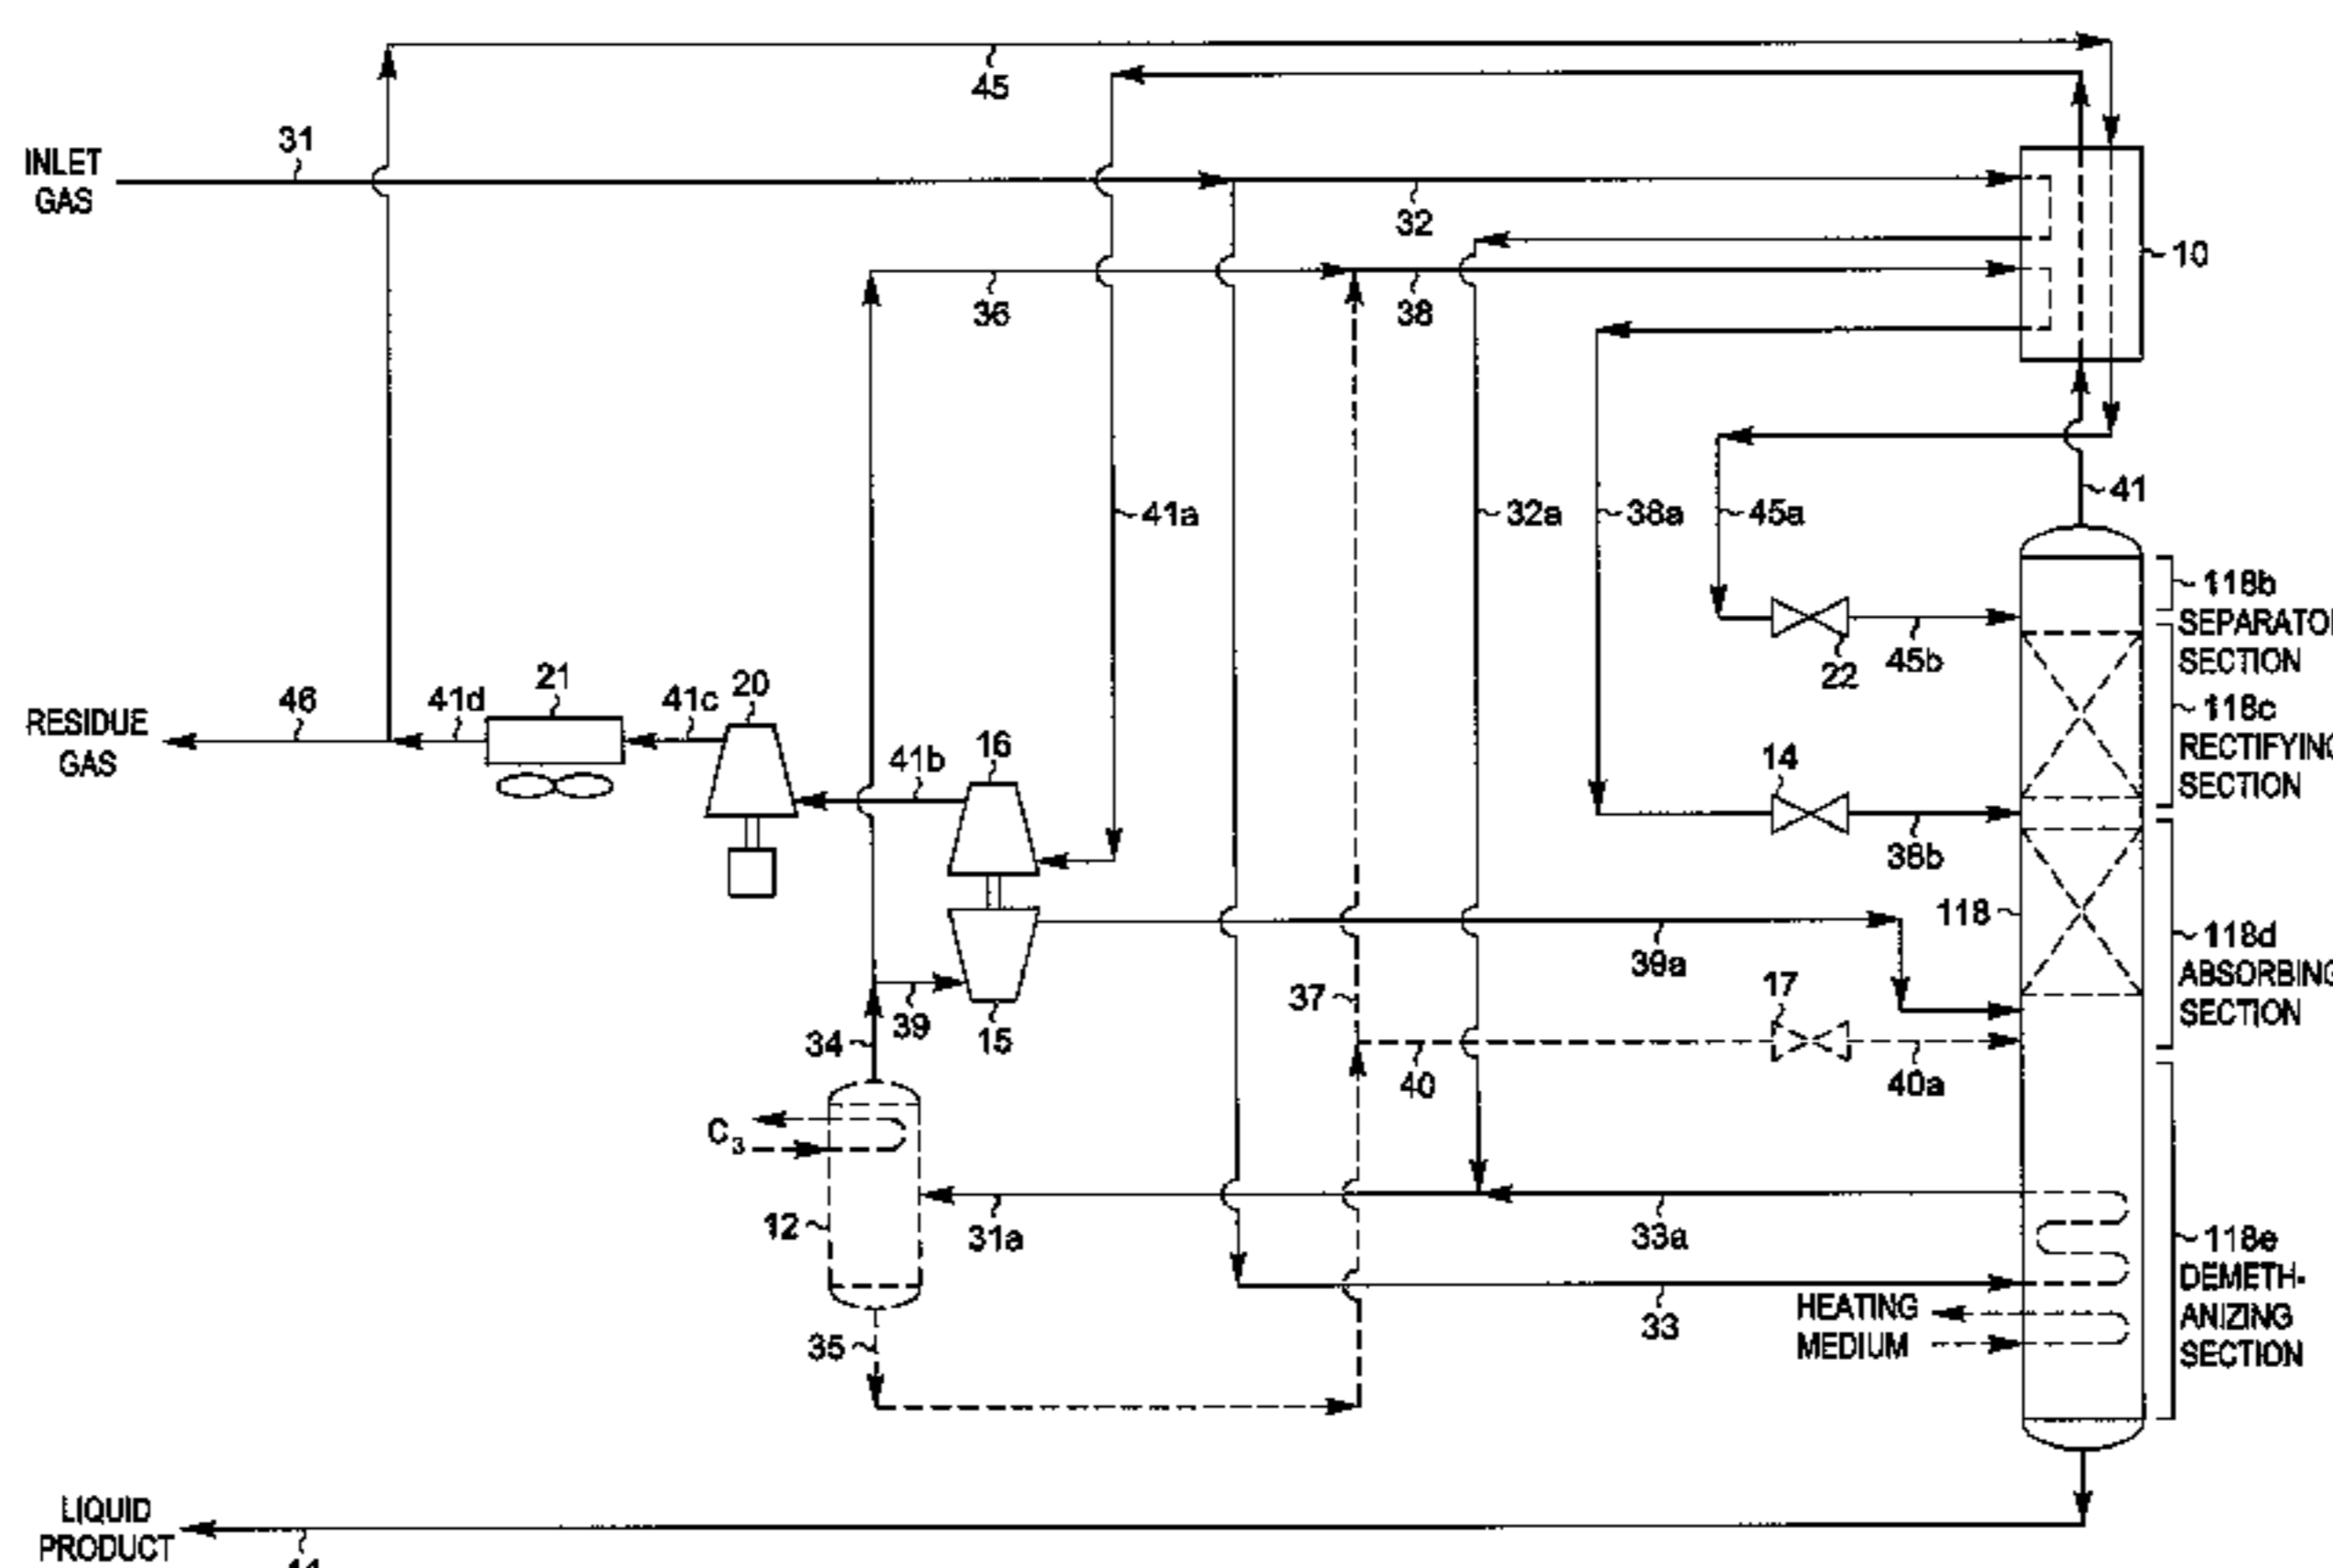 45
31
INLET
GAS
32
10
36
38
41
41a
32a
38a
45a
118b
SEPARATO
SECTION
22
45b
118c
RECTIFYING
SECTION
46
41d
21
41c
20
RESIDUE
GAS
41b
16
14
38b
118
118d
ABSORBING
SECTION
39a
17
37
34
39
15
40
40a
C3
12
31a
33a
118e
DEMETH-
ANIZING
SECTION
HEATING
MEDIUM
33
35
LIQUID
PRODUCT